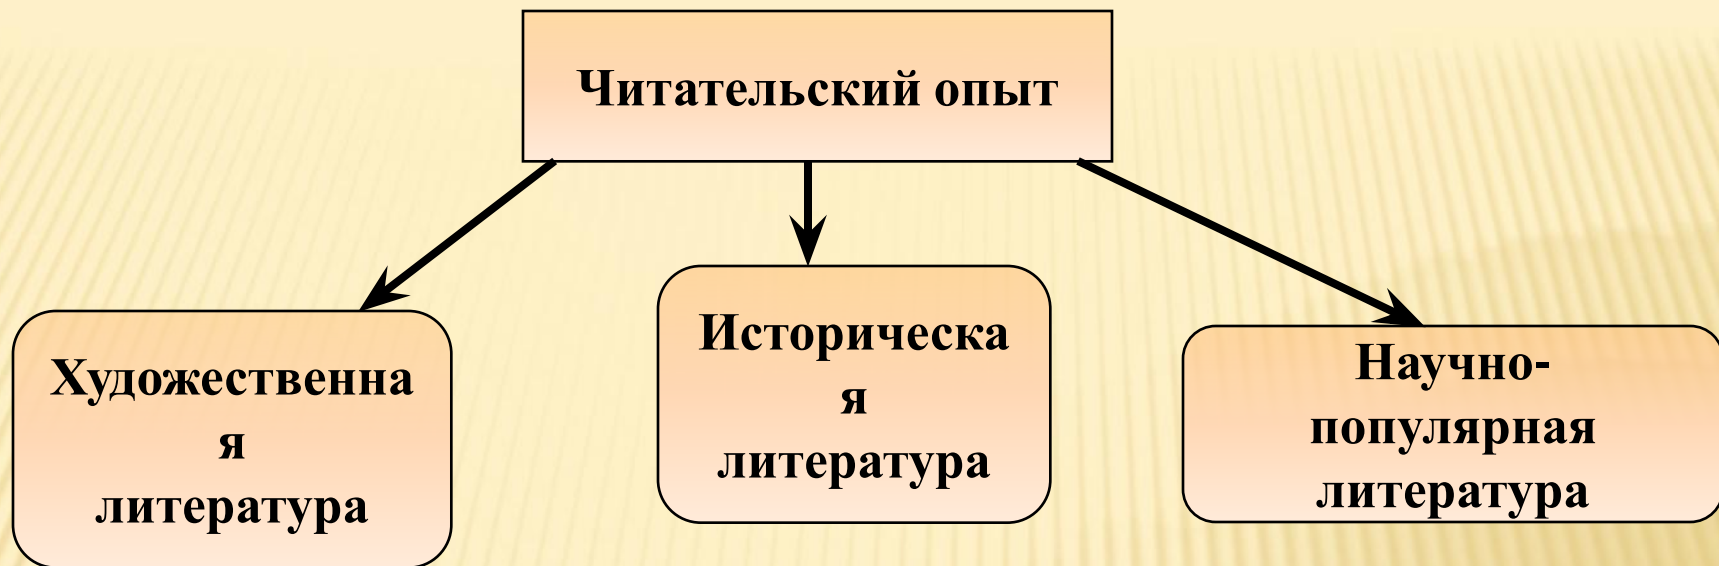 Читательский опыт
Художественна
я
литература
Историческа
я
литература
Научно-
популярная
литература